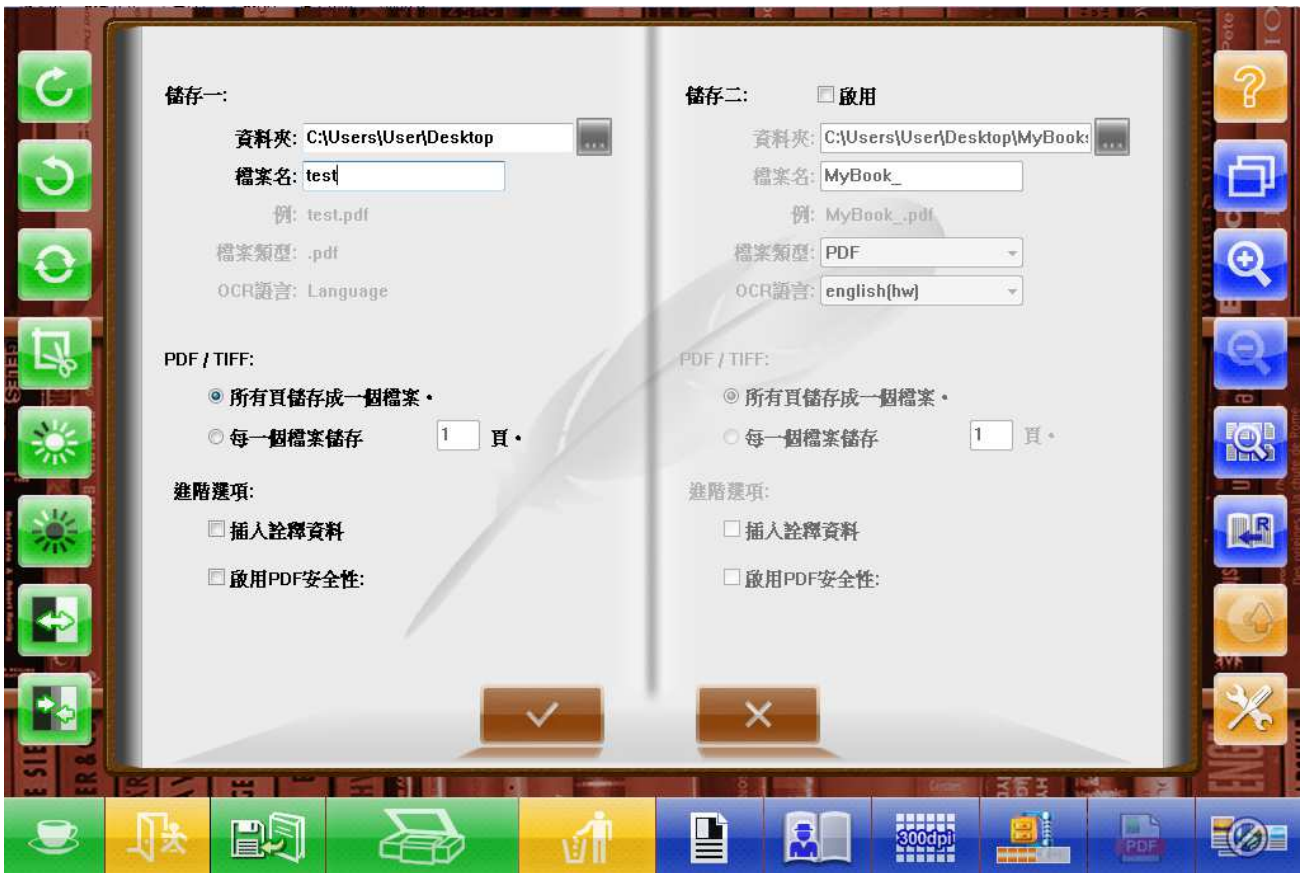 儲存一:
資料夾: C:\Users\User\Desktop ...
檔案名: test
例: test.pdf
檔案類型: .pdf
OCR語言: Language
PDF / TIFF:
所有頁儲存成一個檔案。
每一個檔案儲存 1 頁。
進階選項:
插入詮釋資料
啟用PDF安全性:
儲存二: 啟用
資料夾: C:\Users\User\Desktop\MyBook ...
檔案名: MyBook_
例: MyBook_.pdf
檔案類型: PDF
OCR語言: english(hw)
PDF / TIFF:
所有頁儲存成一個檔案。
每一個檔案儲存 1 頁。
進階選項:
插入詮釋資料
啟用PDF安全性:
R
300dpi
PDF